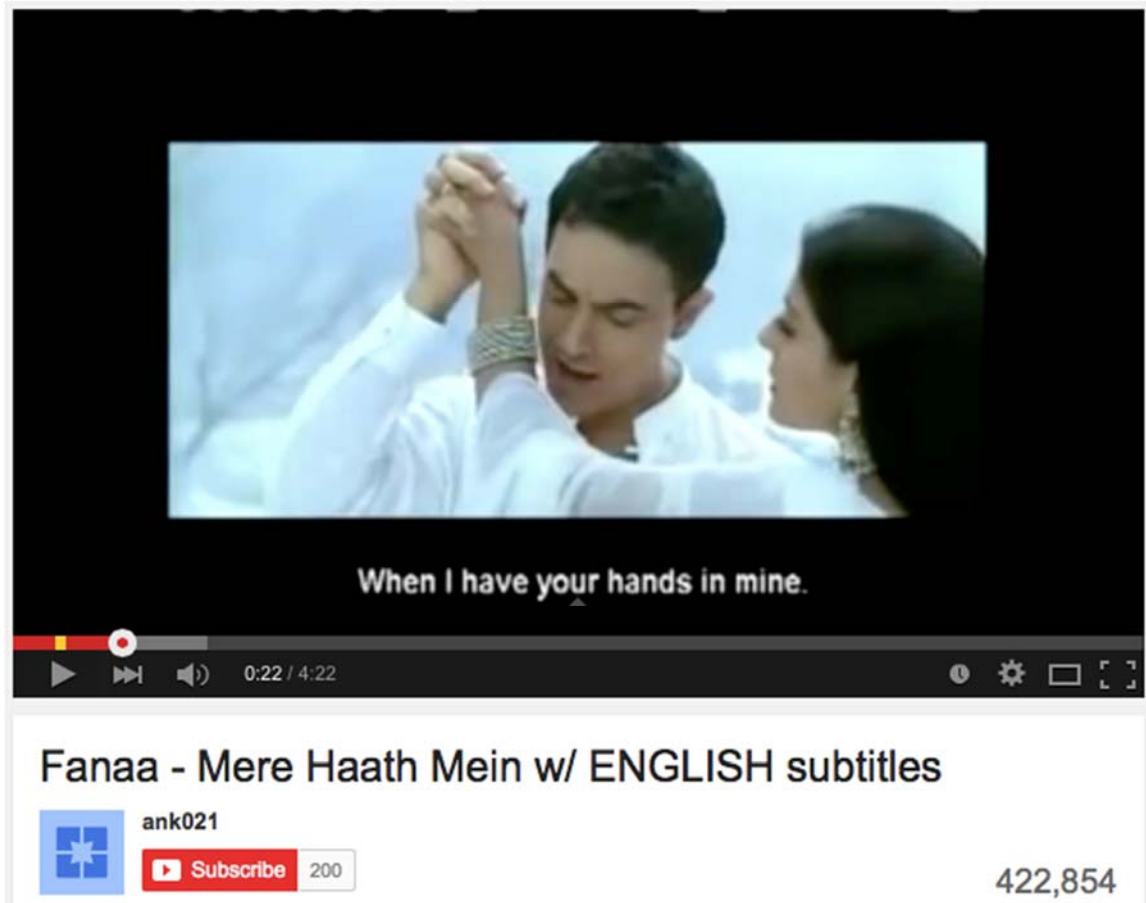 When I have your hands in mine.
0:22 / 4:22
Fanaa - Mere Haath Mein w/ ENGLISH subtitles
ank021
Subscribe 200
422,854